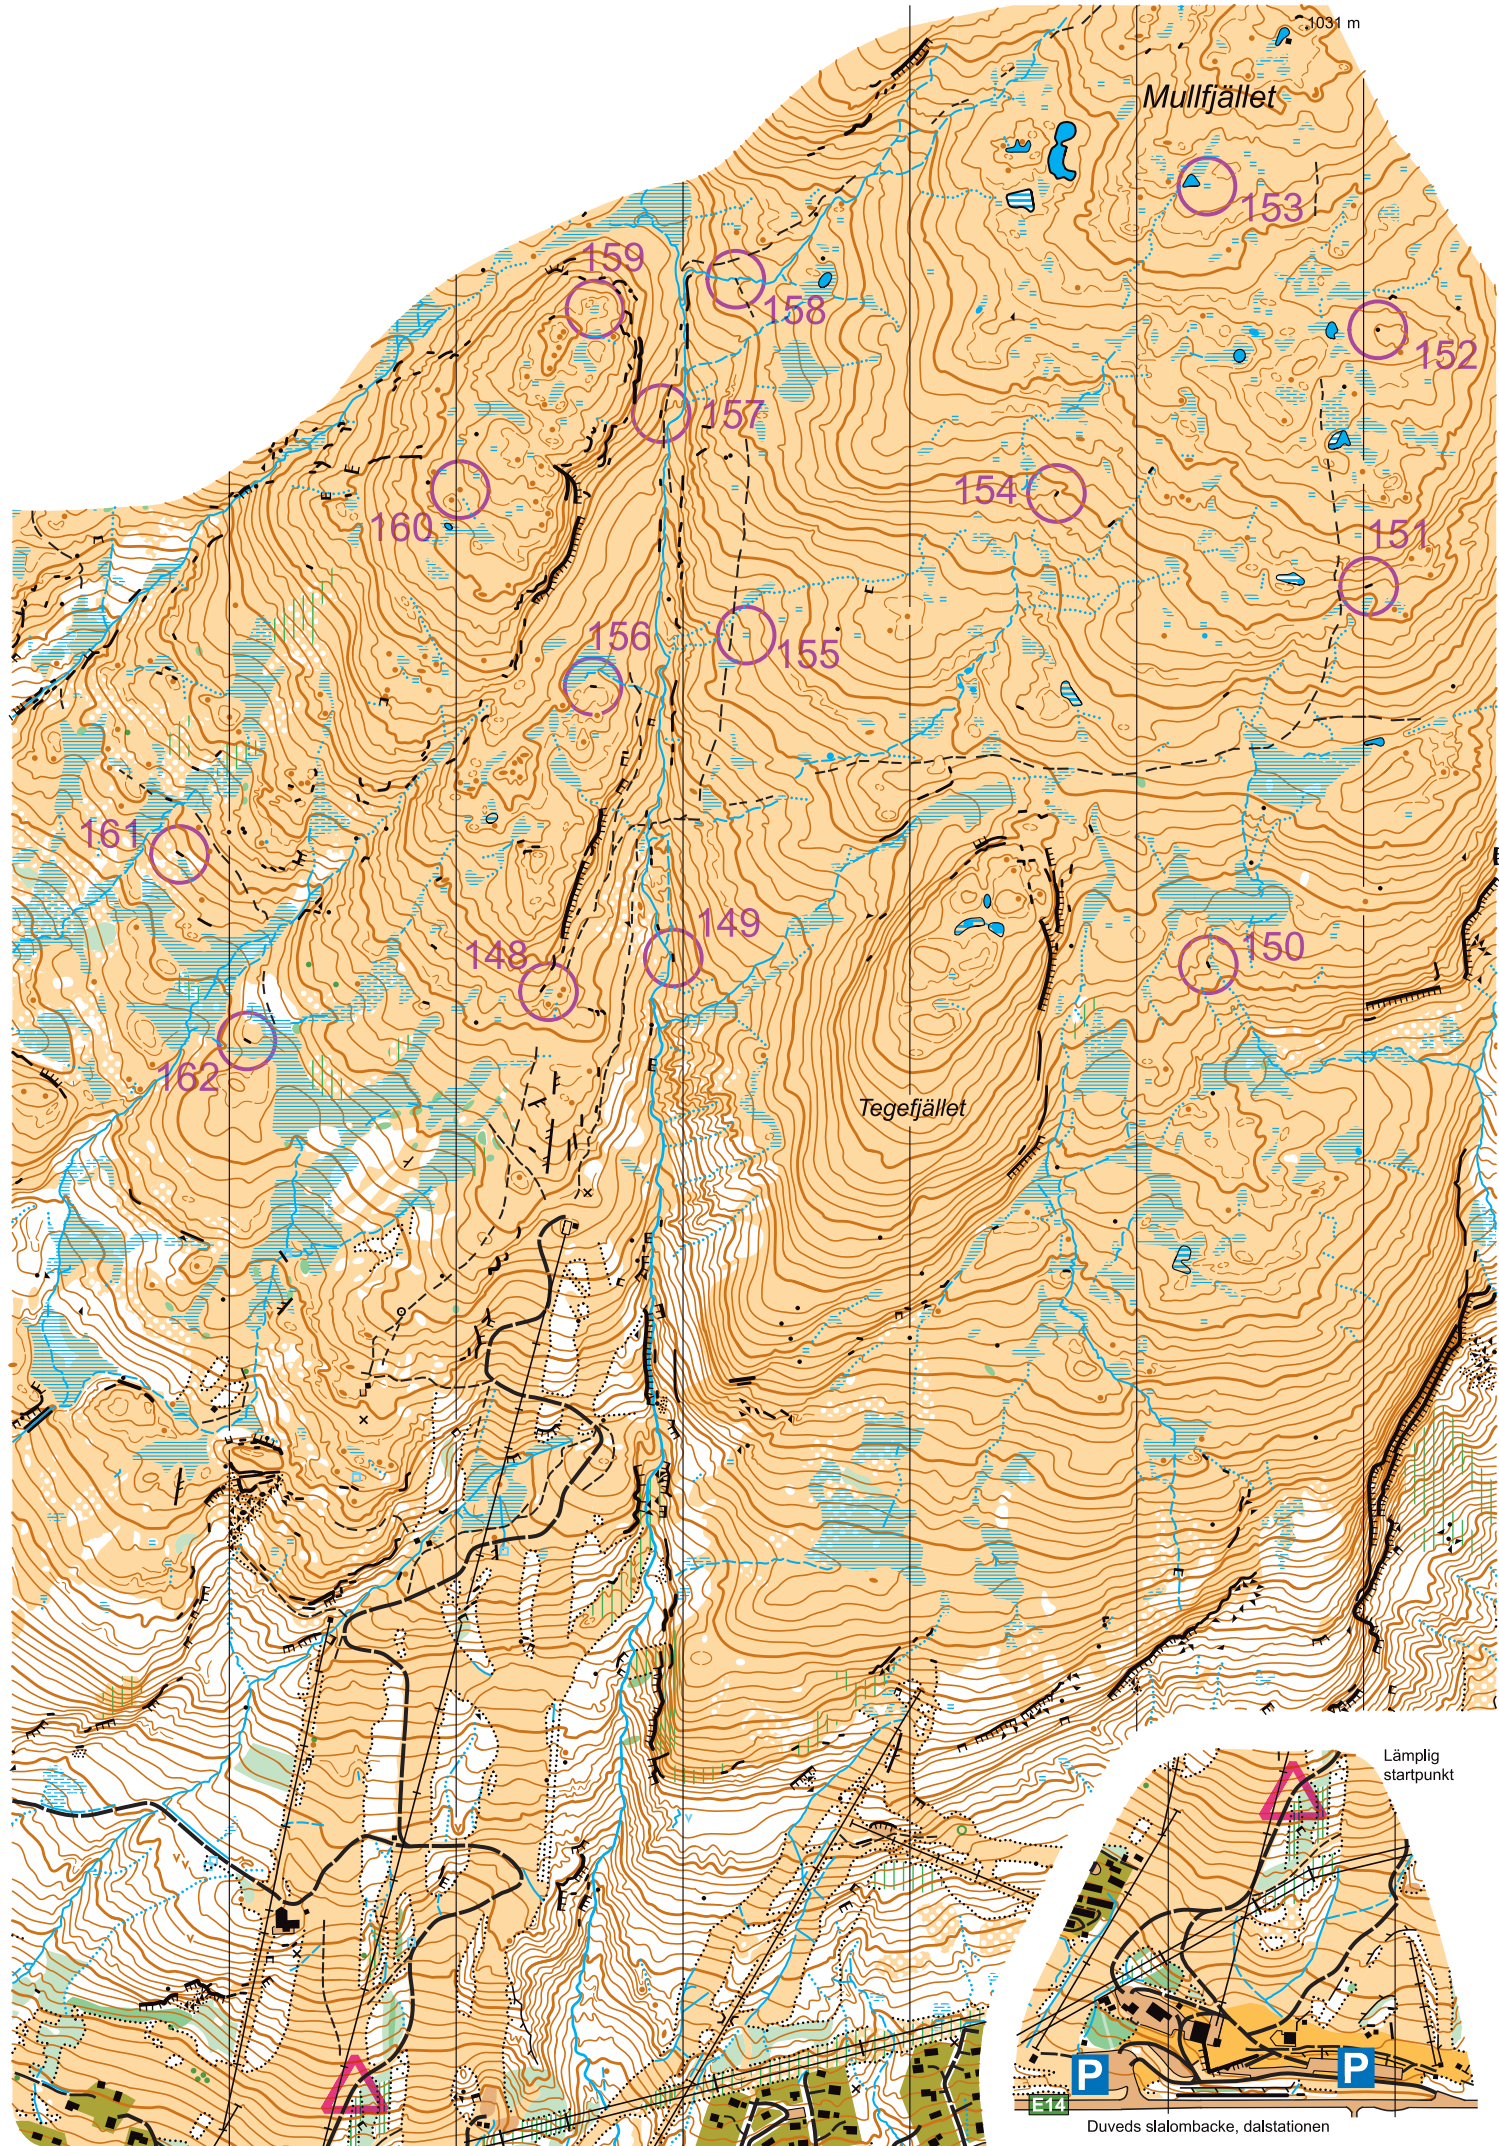 1031 m
Mullfjället
153
159
158
152
157
154
160
151
156
155
161
149
148
150
162
Tegefjället
Lämplig
startpunkt
P
P
E14
Duveds slalombacke, dalstationen